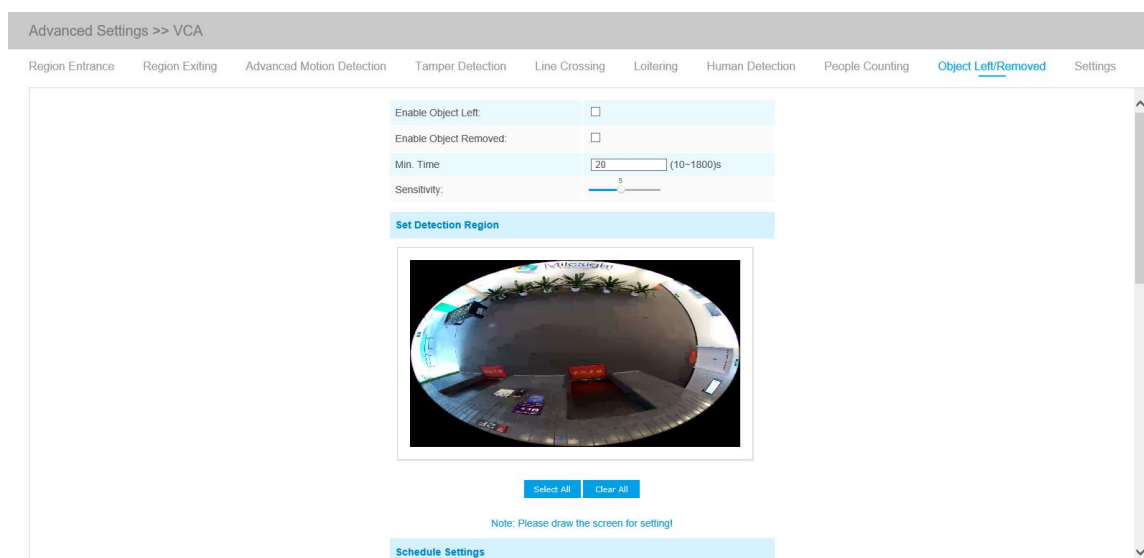 Advanced Settings >> VCA
Region Entrance Region Exiting Advanced Motion Detection Tamper Detection Line Crossing Loitering Human Detection People Counting Object Left/Removed Settings
Enable Object Left:
Enable Object Removed:
Min. Time 20 (10~1800)s
5
Sensitivity:
Set Detection Region
Milesight
2F
Select All Clear All
Note: Please draw the screen for setting!
Schedule Settings